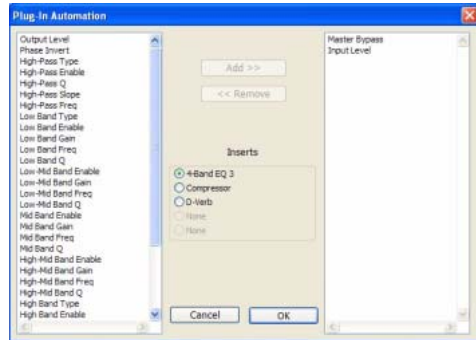 Plug-In Automation
Output Level
Phase Invert
High-Pass Type
High-Pass Enable
High-Pass Q
High-Pass Slope
High-Pass Freq
Low Band Type
Low Band Enable
Low Band Gain
Low Band Freq
Low Band Q
Low-Mid Band Enable
Low-Mid Band Gain
Low-Mid Band Freq
Low-Mid Band Q
Mid Band Enable
Mid Band Gain
Mid Band Freq
Mid Band Q
High-Mid Band Enable
High-Mid Band Gain
High-Mid Band Freq
High-Mid Band Q
High Band Type
High Band Enable
Add >>
<< Remove
Inserts
4-Band EQ 3
Compressor
D-Verb
None
None
Cancel
OK
Master Bypass
Input Level